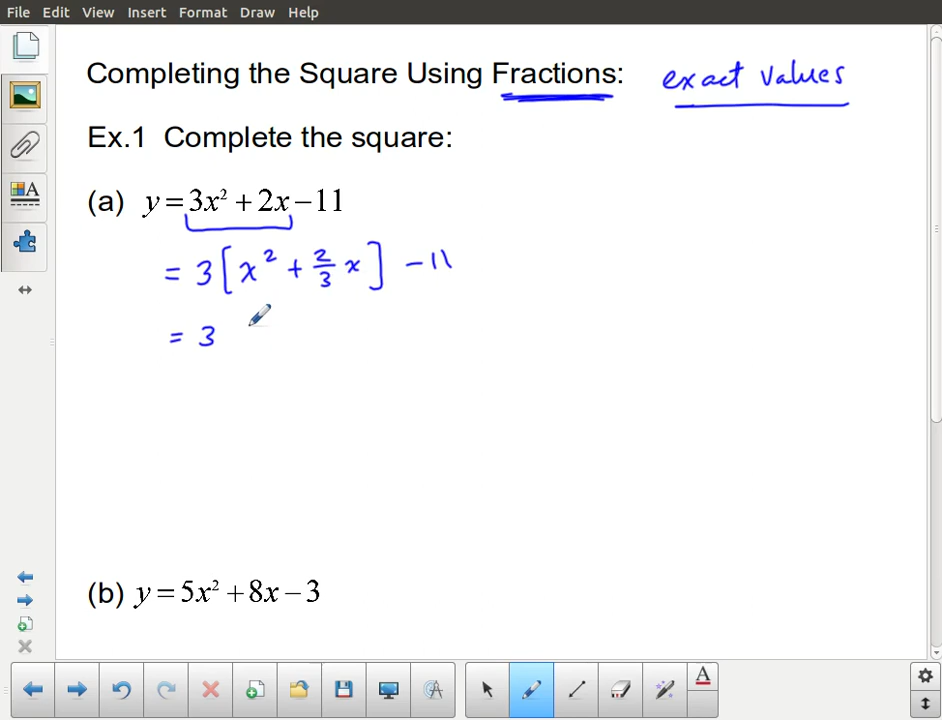 File Edit View Insert Format Draw Help
Completing the Square Using Fractions: exact values
Ex.1 Complete the square:
(a) y = 3x² + 2x − 11
= 3 [ x² + 2/3 x ] − 11
= 3
(b) y = 5x² + 8x − 3
A
A